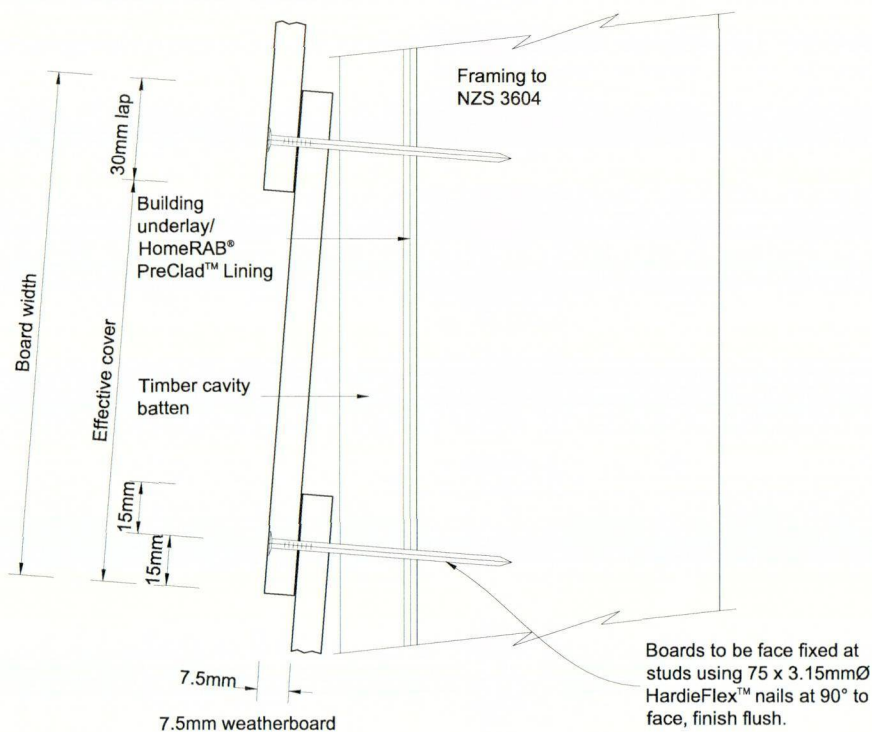 Framing to
NZS 3604
30mm lap
Building
underlay/
HomeRAB®
PreClad™ Lining
Board width
Effective cover
Timber cavity
batten
15mm
15mm
7.5mm
7.5mm weatherboard
Boards to be face fixed at
studs using 75 x 3.15mmØ
HardieFlex™ nails at 90° to
face, finish flush.